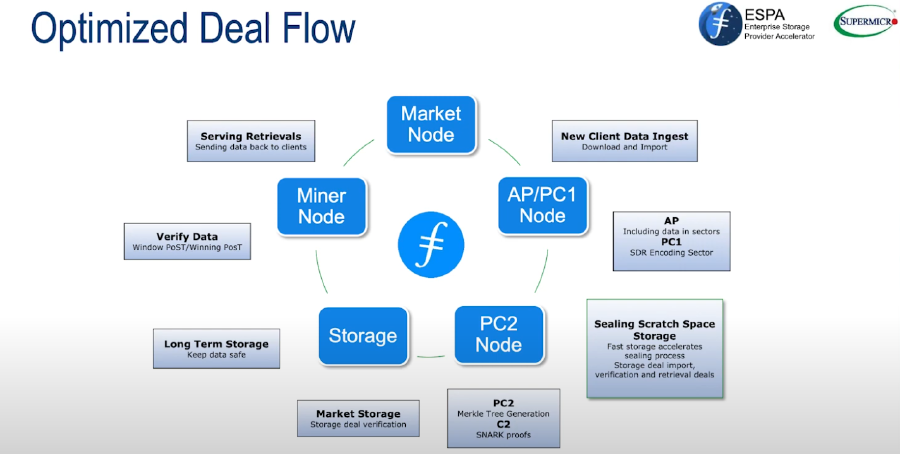 Optimized Deal Flow
ESPA
Enterprise Storage
Provider Accelerator
SUPERMICRO
Market
Node
Serving Retrievals
Sending data back to clients
New Client Data Ingest
Download and Import
Miner
Node
AP/PC1
Node
Verify Data
Window PoST/Winning PosT
AP
Including data in sectors
PC1
SDR Encoding Sector
Long Term Storage
Keep data safe
Storage
PC2
Node
Sealing Scratch Space
Storage
Fast storage accelerates
sealing process
Storage deal import,
verification and retrieval deals
Market Storage
Storage deal verification
PC2
Merkle Tree Generation
C2
SNARK proofs